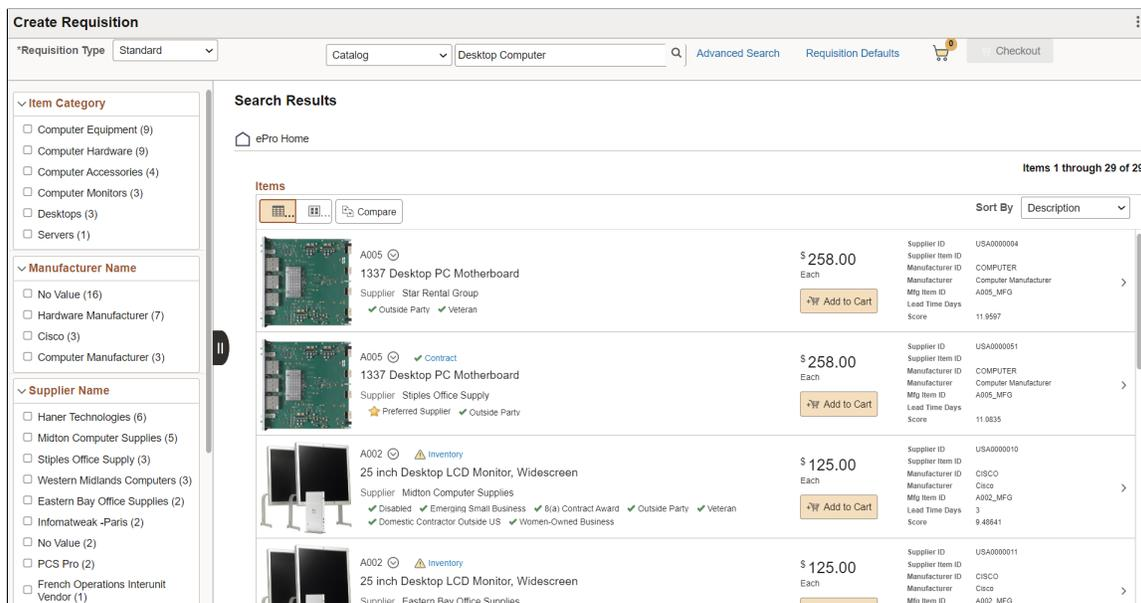 Create Requisition
*Requisition Type Standard Catalog Desktop Computer Advanced Search Requisition Defaults 0 Checkout
Item Category
Computer Equipment (9)
Computer Hardware (9)
Computer Accessories (4)
Computer Monitors (3)
Desktops (3)
Servers (1)
Manufacturer Name
No Value (16)
Hardware Manufacturer (7)
Cisco (3)
Computer Manufacturer (3)
Supplier Name
Haner Technologies (6)
Midton Computer Supplies (5)
Stiples Office Supply (3)
Western Midlands Computers (3)
Eastern Bay Office Supplies (2)
Infomatweak -Paris (2)
No Value (2)
PCS Pro (2)
French Operations Interunit
Vendor (1)
Search Results
ePro Home
Items 1 through 29 of 29
Items
... ... Compare
Sort By Description
A005
1337 Desktop PC Motherboard
Supplier Star Rental Group
Outside Party Veteran
$258.00
Each
Add to Cart
Supplier ID USA0000004
Supplier Item ID
Manufacturer ID COMPUTER
Manufacturer Computer Manufacturer
Mfg Item ID A005_MFG
Lead Time Days
Score 11.9597
A005 Contract
1337 Desktop PC Motherboard
Supplier Stiples Office Supply
Preferred Supplier Outside Party
$258.00
Each
Add to Cart
Supplier ID USA0000051
Supplier Item ID
Manufacturer ID COMPUTER
Manufacturer Computer Manufacturer
Mfg Item ID A005_MFG
Lead Time Days
Score 11.0835
A002 Inventory
25 inch Desktop LCD Monitor, Widescreen
Supplier Midton Computer Supplies
Disabled Emerging Small Business 8(a) Contract Award Outside Party Veteran
Domestic Contractor Outside US Women-Owned Business
$125.00
Each
Add to Cart
Supplier ID USA0000010
Supplier Item ID
Manufacturer ID CISCO
Manufacturer Cisco
Mfg Item ID A002_MFG
Lead Time Days 3
Score 9.48641
A002 Inventory
25 inch Desktop LCD Monitor, Widescreen
Supplier Eastern Bay Office Supplies
$125.00
Each
Supplier ID USA0000011
Supplier Item ID
Manufacturer ID CISCO
Manufacturer Cisco
Mfg Item ID A002_MFG